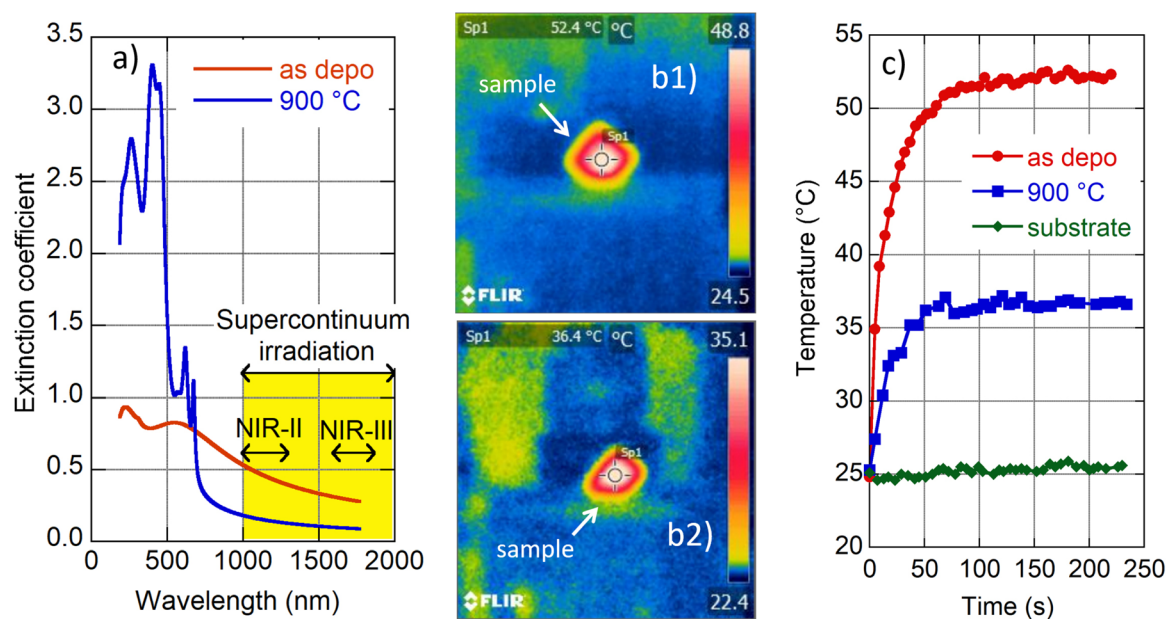 a)
as depo
900 °C
Supercontinuum
irradiation
NIR-II
NIR-III
3.5
3.0
2.5
2.0
1.5
1.0
0.5
0.0
0
500
1000
1500
2000
Extinction coefficient
Wavelength (nm)
Sp1 52.4 °C °C 48.8
b1)
sample
Sp1
FLIR
24.5
Sp1 36.4 °C °C 35.1
Sp1
sample
b2)
FLIR
22.4
c)
as depo
900 °C
substrate
55
50
45
40
35
30
25
20
0
50
100
150
200
250
Temperature (°C)
Time (s)